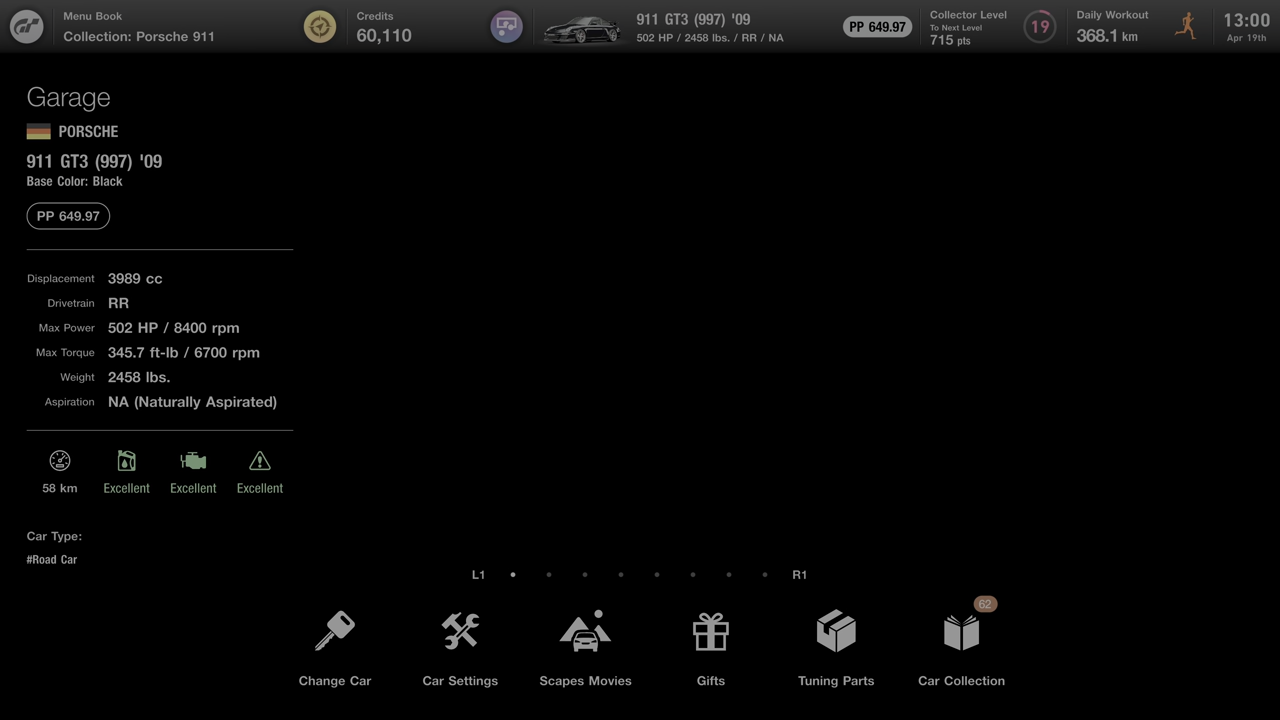 Menu Book
Collection: Porsche 911
Credits
60,110
911 GT3 (997) '09
502 HP / 2458 lbs. / RR / NA
PP 649.97
Collector Level
To Next Level
715 pts
19
Daily Workout
368.1 km
13:00
Apr 19th
Garage
PORSCHE
911 GT3 (997) '09
Base Color: Black
PP 649.97
Displacement 3989 cc
Drivetrain RR
Max Power 502 HP / 8400 rpm
Max Torque 345.7 ft-lb / 6700 rpm
Weight 2458 lbs.
Aspiration NA (Naturally Aspirated)
58 km Excellent Excellent Excellent
Car Type:
#Road Car
L1 R1
62
Change Car Car Settings Scapes Movies Gifts Tuning Parts Car Collection